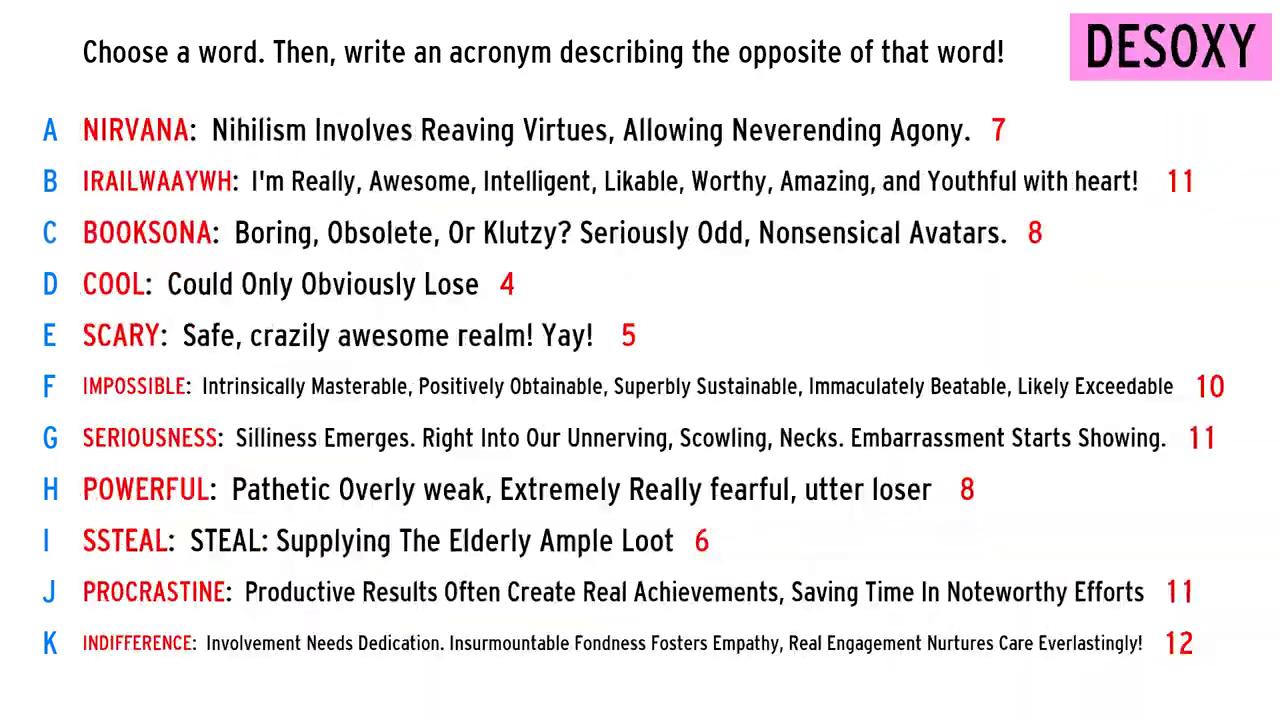 Choose a word. Then, write an acronym describing the opposite of that word!
DESOXY
A NIRVANA: Nihilism Involves Reaving Virtues, Allowing Neverending Agony. 7
B IRAILWAAYWH: I'm Really, Awesome, Intelligent, Likable, Worthy, Amazing, and Youthful with heart! 11
C BOOKSONA: Boring, Obsolete, Or Klutzy? Seriously Odd, Nonsensical Avatars. 8
D COOL: Could Only Obviously Lose 4
E SCARY: Safe, crazily awesome realm! Yay! 5
F IMPOSSIBLE: Intrinsically Masterable, Positively Obtainable, Superbly Sustainable, Immaculately Beatable, Likely Exceedable 10
G SERIOUSNESS: Silliness Emerges. Right Into Our Unnerving, Scowling, Necks. Embarrassment Starts Showing. 11
H POWERFUL: Pathetic Overly weak, Extremely Really fearful, utter loser 8
I SSTEAL: STEAL: Supplying The Elderly Ample Loot 6
J PROCRASTINE: Productive Results Often Create Real Achievements, Saving Time In Noteworthy Efforts 11
K INDIFFERENCE: Involvement Needs Dedication. Insurmountable Fondness Fosters Empathy, Real Engagement Nurtures Care Everlastingly! 12